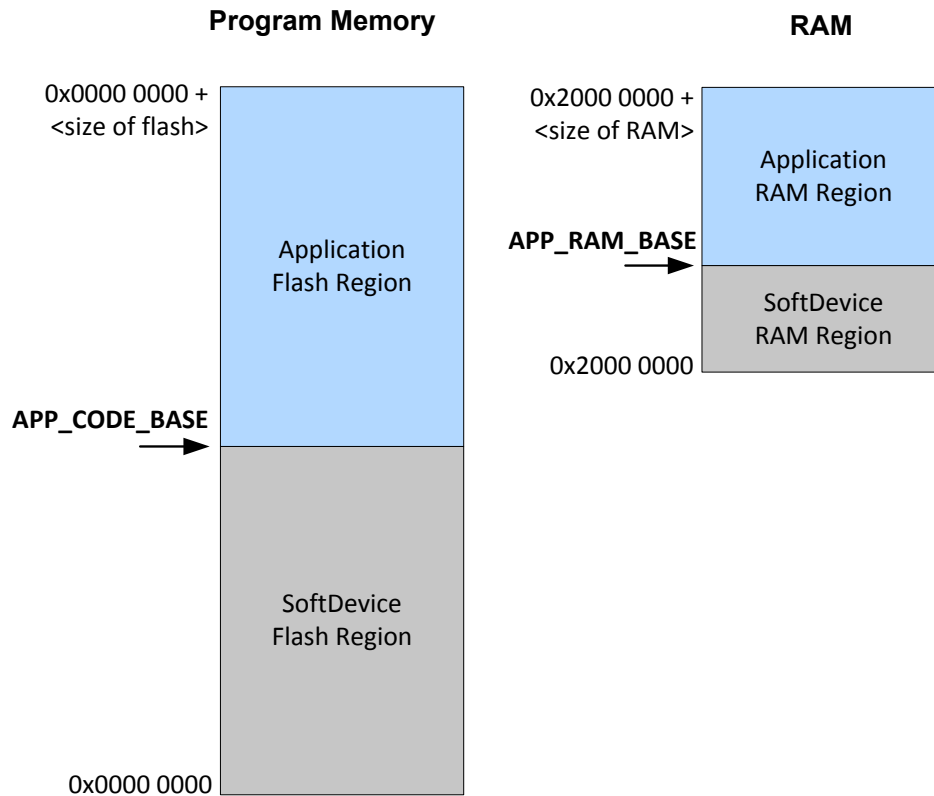 Program Memory
0x0000 0000 +
<size of flash>
Application
Flash Region
APP_CODE_BASE
SoftDevice
Flash Region
0x0000 0000
RAM
0x2000 0000 +
<size of RAM>
Application
RAM Region
APP_RAM_BASE
SoftDevice
RAM Region
0x2000 0000